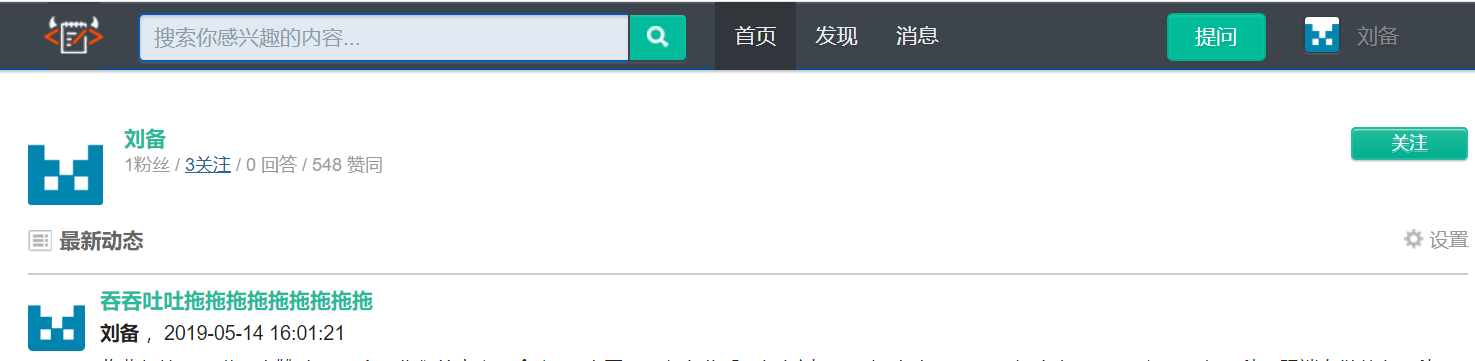 搜索你感兴趣的内容...
首页 发现 消息 提问 刘备
刘备
关注
1粉丝 / 3关注 / 0 回答 / 548 赞同
最新动态 设置
吞吞吐吐拖拖拖拖拖拖拖拖拖
刘备 ，2019-05-14 16:01:21